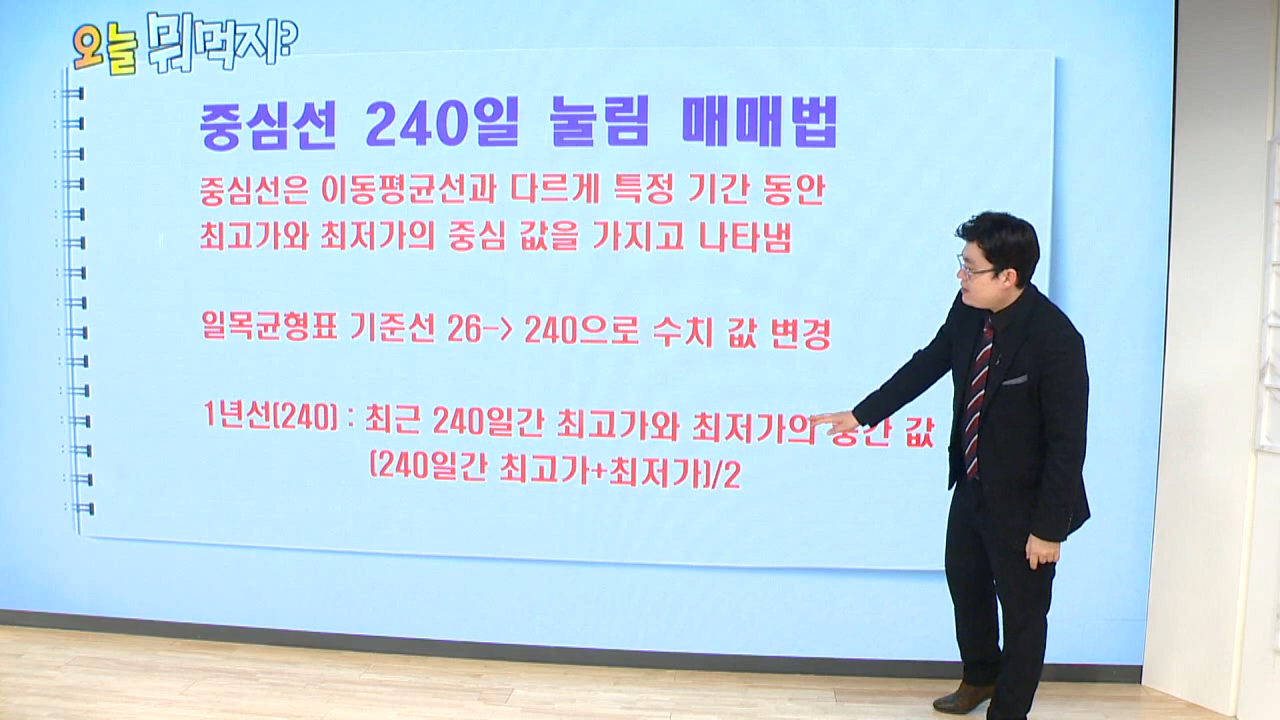 오늘 뭐먹지?
중심선 240일 눌림 매매법
중심선은 이동평균선과 다르게 특정 기간 동안
최고가와 최저가의 중심 값을 가지고 나타냄
일목균형표 기준선 26-> 240으로 수치 값 변경
1년선(240) : 최근 240일간 최고가와 최저가의 중간 값
(240일간 최고가+최저가)/2